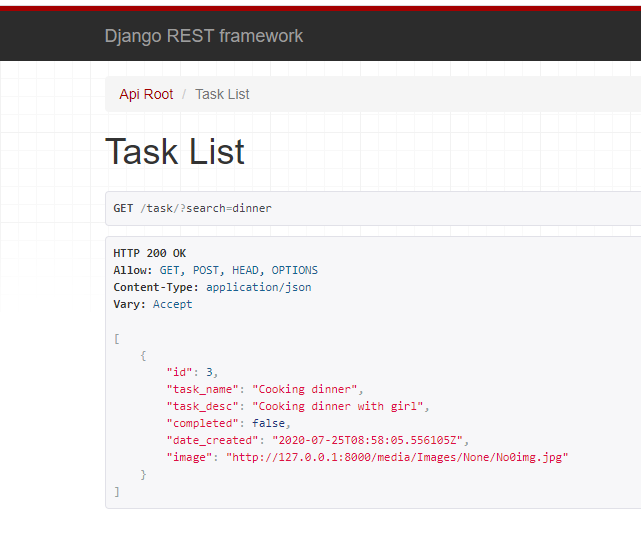 Django REST framework
Api Root / Task List
Task List
GET /task/?search=dinner
HTTP 200 OK
Allow: GET, POST, HEAD, OPTIONS
Content-Type: application/json
Vary: Accept
[
    {
        "id": 3,
        "task_name": "Cooking dinner",
        "task_desc": "Cooking dinner with girl",
        "completed": false,
        "date_created": "2020-07-25T08:58:05.556105Z",
        "image": "http://127.0.0.1:8000/media/Images/None/No0img.jpg"
    }
]